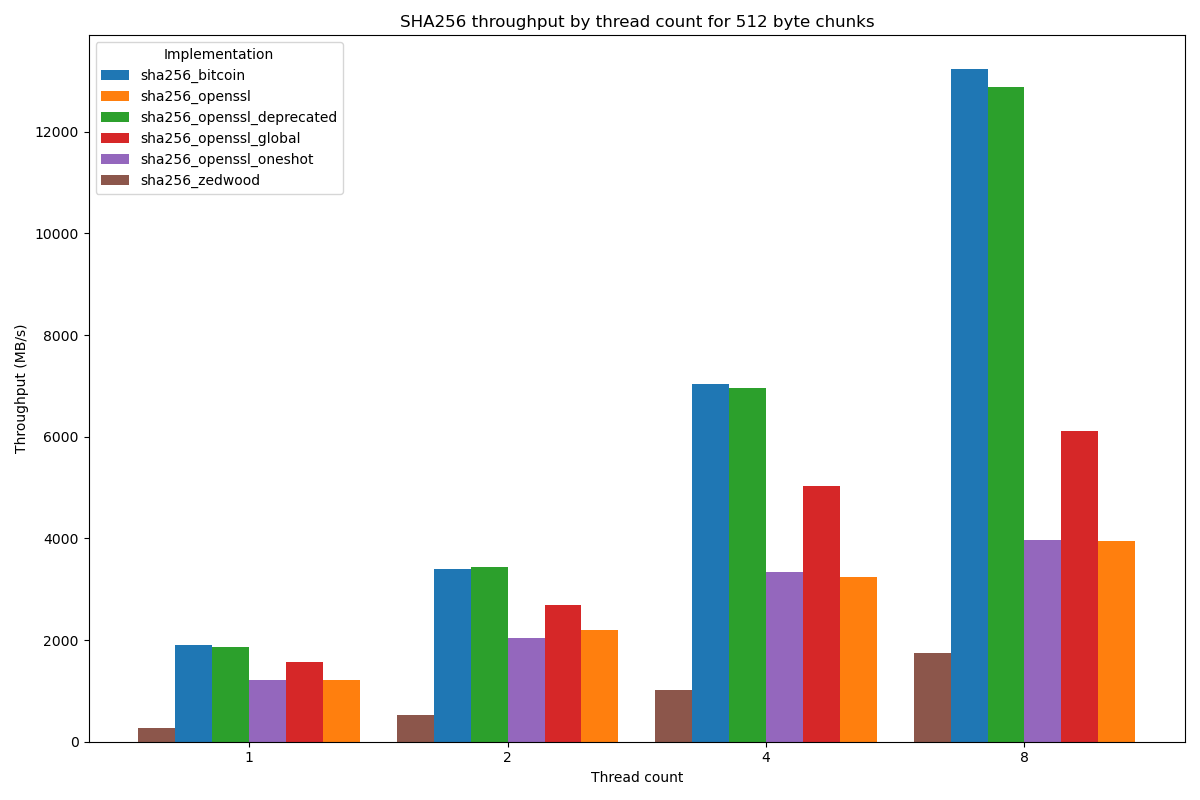 SHA256 throughput by thread count for 512 byte chunks
Implementation
sha256_bitcoin
sha256_openssl
sha256_openssl_deprecated
sha256_openssl_global
sha256_openssl_oneshot
sha256_zedwood
Throughput (MB/s)
12000
10000
8000
6000
4000
2000
0
1 2 4 8
Thread count